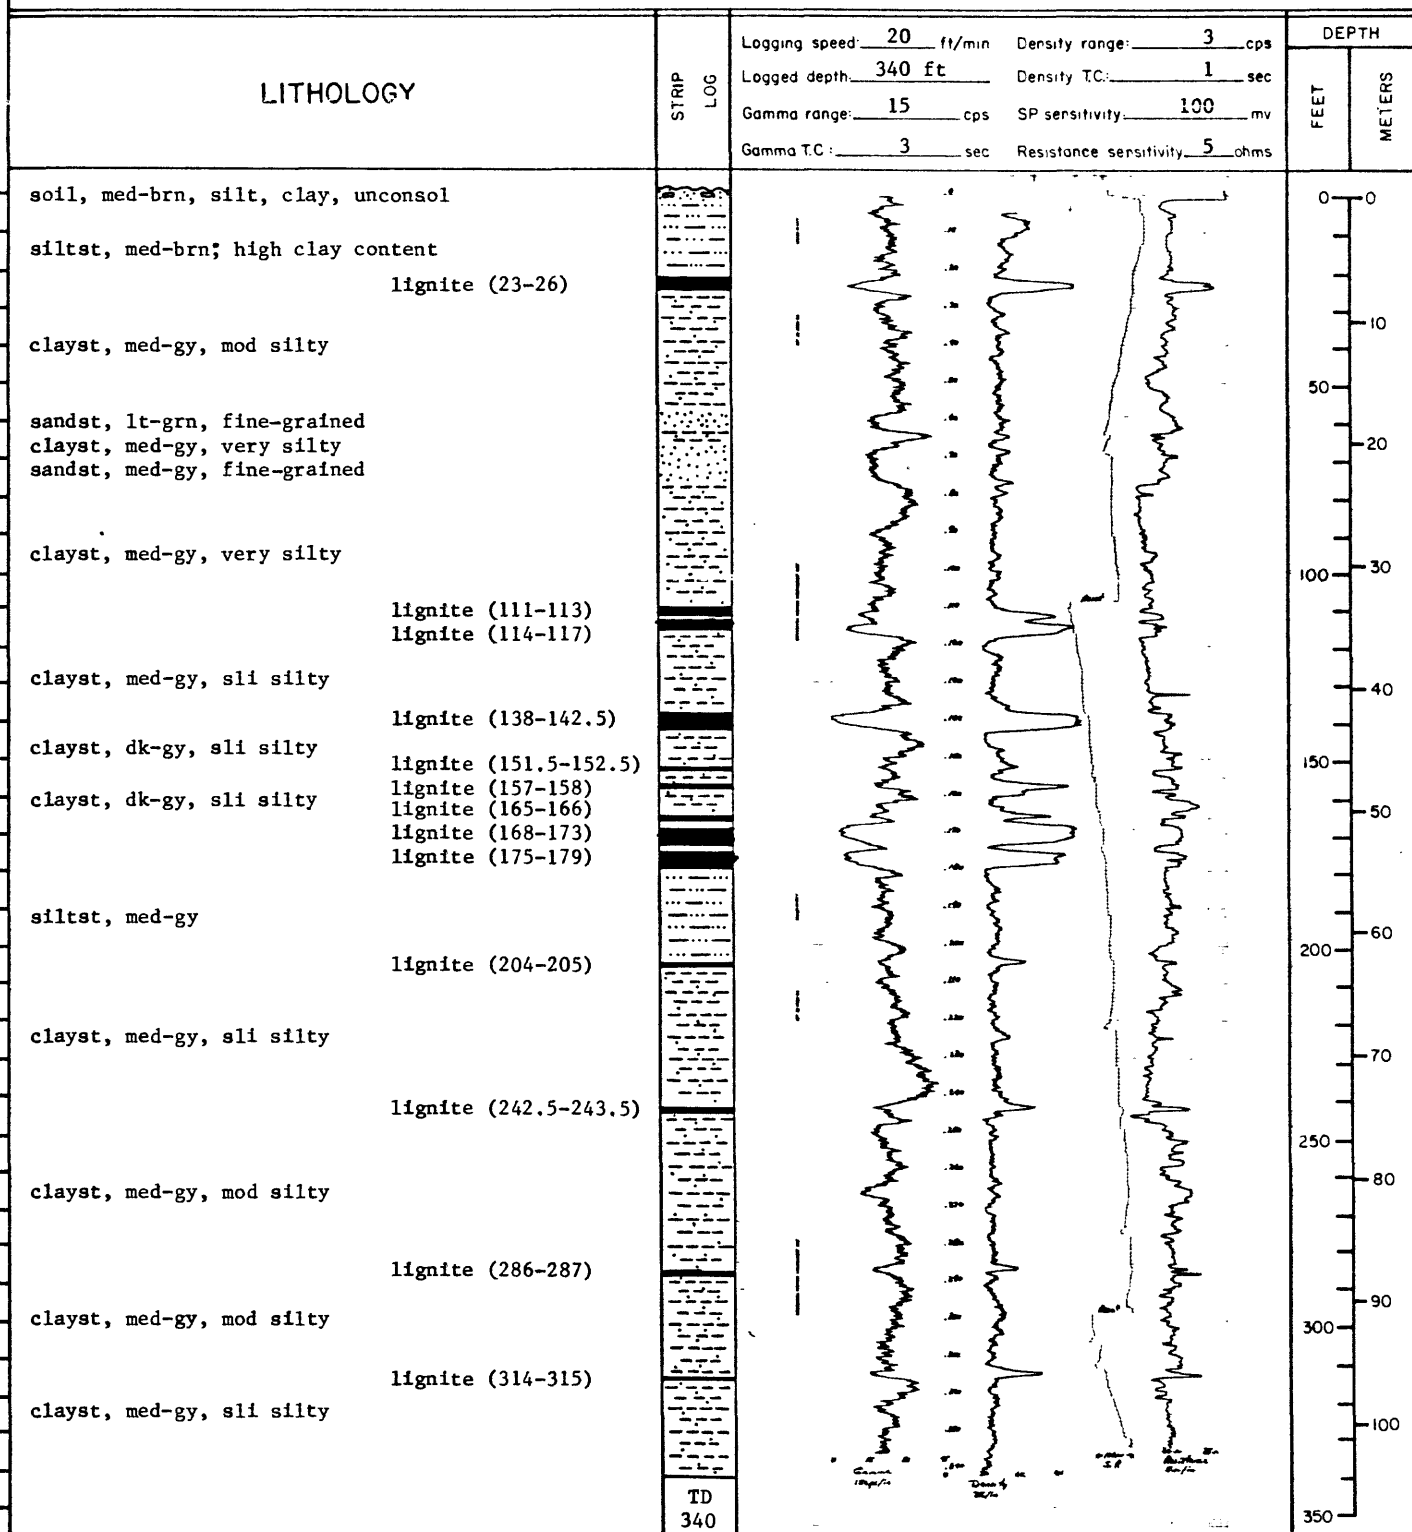 LITHOLOGY
STRIP LOG
Logging speed: 20 ft/min Density range: 3 cps
Logged depth: 340 ft Density T.C.: 1 sec
Gamma range: 15 cps SP sensitivity: 100 mv
Gamma T.C.: 3 sec Resistance sensitivity 5 ohms
DEPTH
FEET
METERS
soil, med-brn, silt, clay, unconsol
siltst, med-brn; high clay content
lignite (23-26)
clayst, med-gy, mod silty
sandst, lt-grn, fine-grained
clayst, med-gy, very silty
sandst, med-gy, fine-grained
clayst, med-gy, very silty
lignite (111-113)
lignite (114-117)
clayst, med-gy, sli silty
lignite (138-142.5)
clayst, dk-gy, sli silty
lignite (151.5-152.5)
lignite (157-158)
clayst, dk-gy, sli silty
lignite (165-166)
lignite (168-173)
lignite (175-179)
siltst, med-gy
lignite (204-205)
clayst, med-gy, sli silty
lignite (242.5-243.5)
clayst, med-gy, mod silty
lignite (286-287)
clayst, med-gy, mod silty
lignite (314-315)
clayst, med-gy, sli silty
TD
340
0 0
10
50
20
100 30
40
150
50
60
200
70
250
80
90
300
100
350